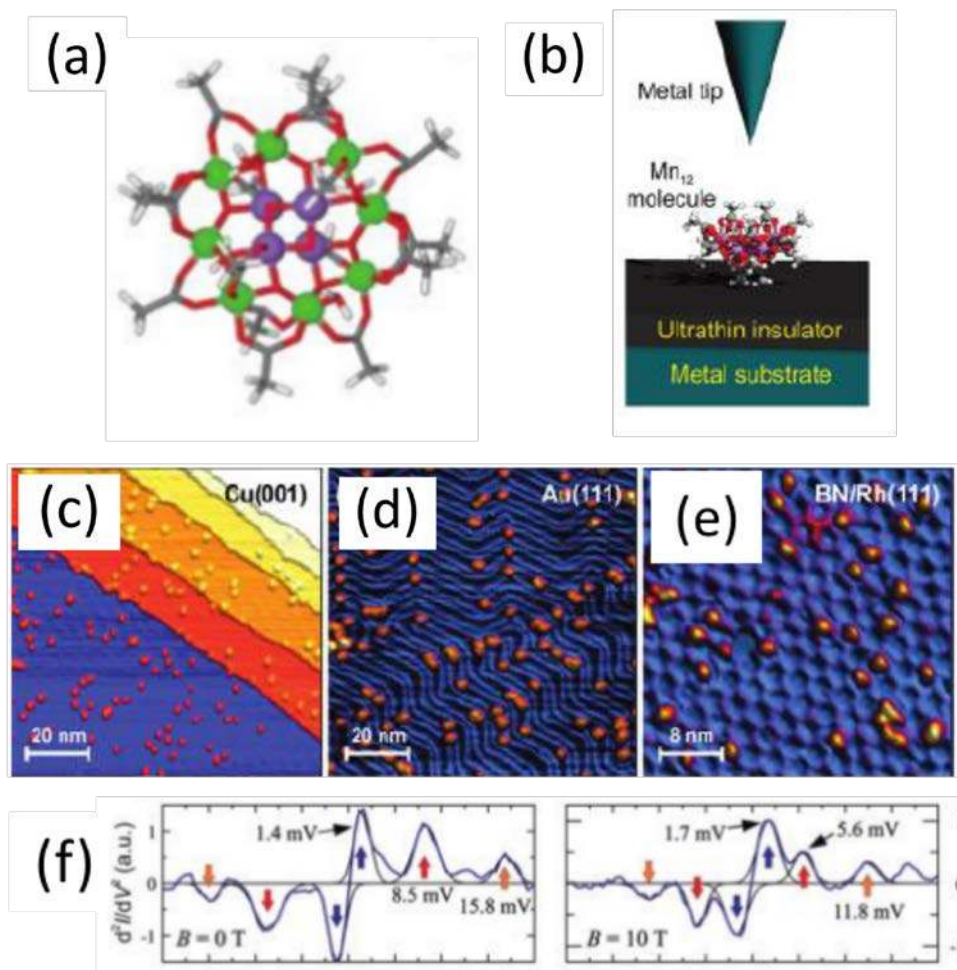 (a)
(b)
Metal tip
Mn12
molecule
Ultrathin insulator
Metal substrate
(c)
Cu(001)
20 nm
(d)
Au(111)
20 nm
(e)
BN/Rh(111)
8 nm
(f)
d²I/dV² (a.u.)
1
0
-1
1.4 mV
8.5 mV
15.8 mV
B = 0 T
1.7 mV
5.6 mV
11.8 mV
B = 10 T